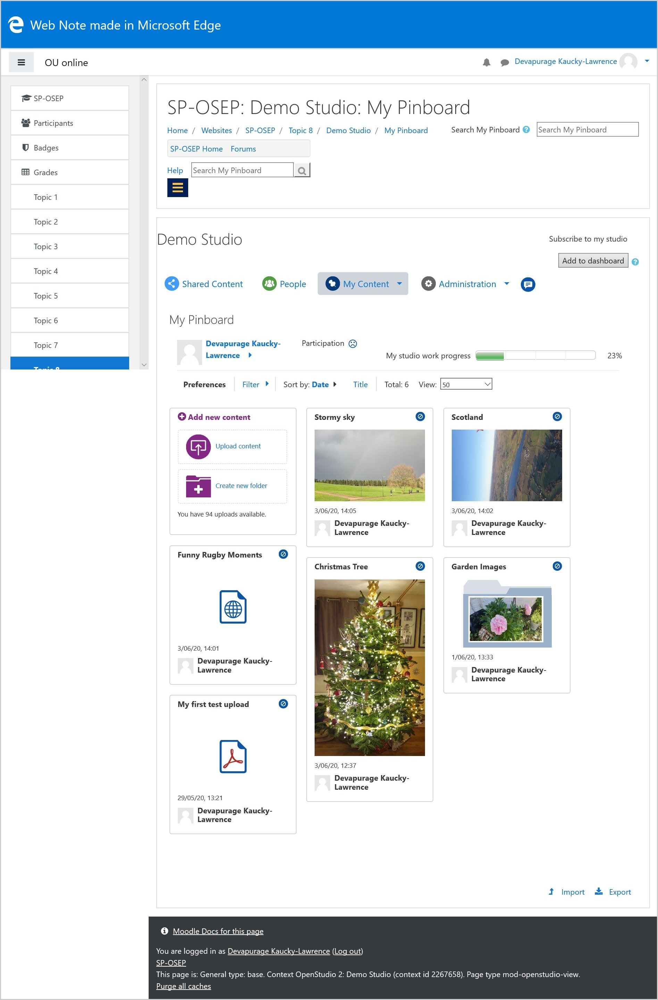 Web Note made in Microsoft Edge
OU online
Devapurage Kaucky-Lawrence
SP-OSEP
Participants
Badges
Grades
Topic 1
Topic 2
Topic 3
Topic 4
Topic 5
Topic 6
Topic 7
Topic 8
SP-OSEP: Demo Studio: My Pinboard
Home / Websites / SP-OSEP / Topic 8 / Demo Studio / My Pinboard
Search My Pinboard ? Search My Pinboard
SP-OSEP Home Forums
Help Search My Pinboard
Demo Studio
Subscribe to my studio
Add to dashboard ?
Shared Content People My Content Administration
My Pinboard
Devapurage Kaucky-
Lawrence
Participation
My studio work progress 23%
Preferences Filter Sort by: Date Title Total: 6 View: 50
Add new content
Upload content
Create new folder
You have 94 uploads available.
Stormy sky
3/06/20, 14:05
Devapurage Kaucky-
Lawrence
Scotland
3/06/20, 14:02
Devapurage Kaucky-
Lawrence
Funny Rugby Moments
3/06/20, 14:01
Devapurage Kaucky-
Lawrence
Christmas Tree
3/06/20, 12:37
Devapurage Kaucky-
Lawrence
Garden Images
1/06/20, 13:33
Devapurage Kaucky-
Lawrence
My first test upload
29/05/20, 13:21
Devapurage Kaucky-
Lawrence
Import Export
Moodle Docs for this page
You are logged in as Devapurage Kaucky-Lawrence (Log out)
SP-OSEP
This page is: General type: base. Context OpenStudio 2: Demo Studio (context id 2267658). Page type mod-openstudio-view.
Purge all caches